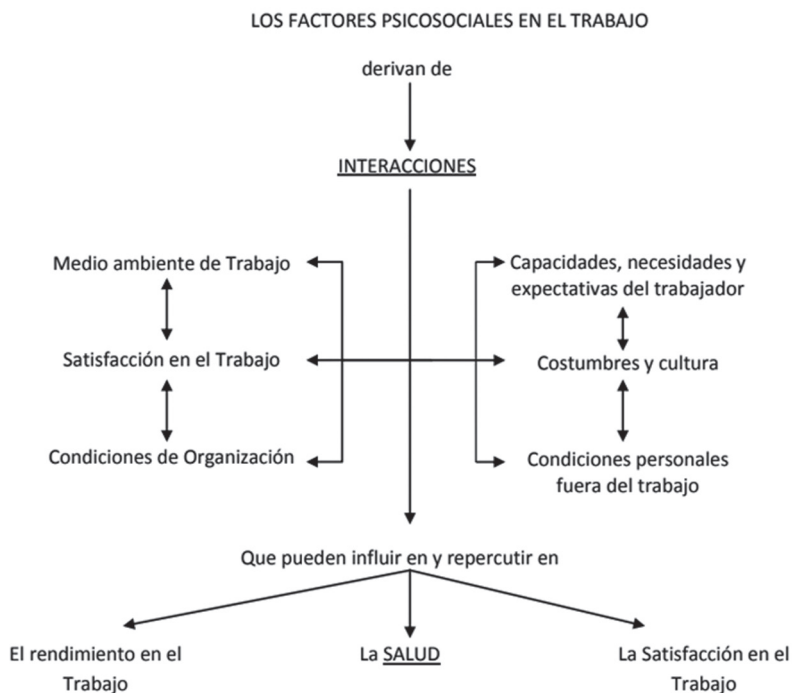 LOS FACTORES PSICOSOCIALES EN EL TRABAJO
derivan de
INTERACCIONES
Medio ambiente de Trabajo
Capacidades, necesidades y
expectativas del trabajador
Satisfacción en el Trabajo
Costumbres y cultura
Condiciones de Organización
Condiciones personales
fuera del trabajo
Que pueden influir en y repercutir en
El rendimiento en el
Trabajo
La SALUD
La Satisfacción en el
Trabajo